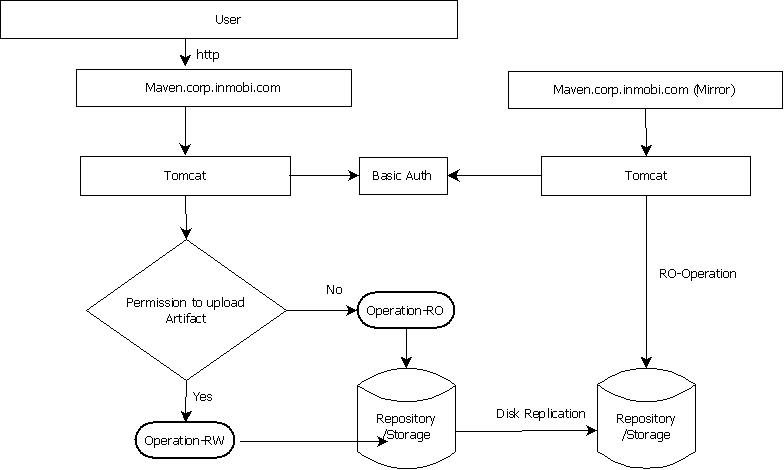 User
http
Maven.corp.inmobi.com
Maven.corp.inmobi.com (Mirror)
Tomcat
Basic Auth
Tomcat
RO-Operation
Permission to upload
Artifact
No
Operation-RO
Yes
Operation-RW
Repository
/Storage
Disk Replication
Repository
/Storage